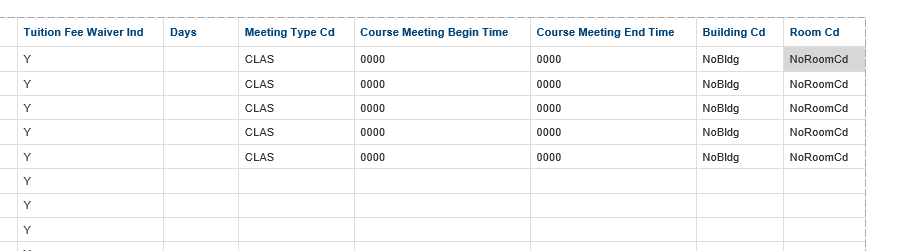 Tuition Fee Waiver Ind Days Meeting Type Cd Course Meeting Begin Time Course Meeting End Time Building Cd Room Cd
Y CLAS 0000 0000 NoBldg NoRoomCd
Y CLAS 0000 0000 NoBldg NoRoomCd
Y CLAS 0000 0000 NoBldg NoRoomCd
Y CLAS 0000 0000 NoBldg NoRoomCd
Y CLAS 0000 0000 NoBldg NoRoomCd
Y
Y
Y